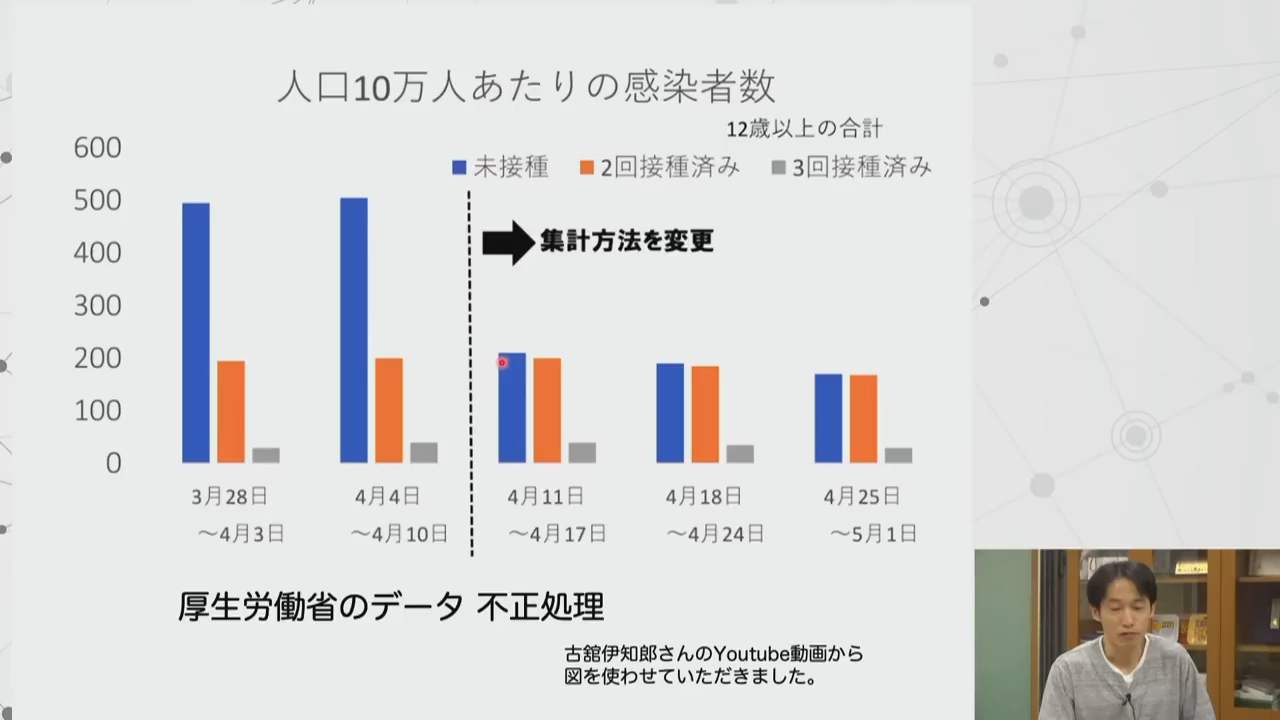 人口10万人あたりの感染者数
12歳以上の合計
未接種 2回接種済み 3回接種済み
600
500
400
300
200
100
0
集計方法を変更
3月28日 4月4日 4月11日 4月18日 4月25日
～4月3日 ～4月10日 ～4月17日 ～4月24日 ～5月1日
厚生労働省のデータ 不正処理
古舘伊知郎さんのYoutube動画から
図を使わせていただきました。